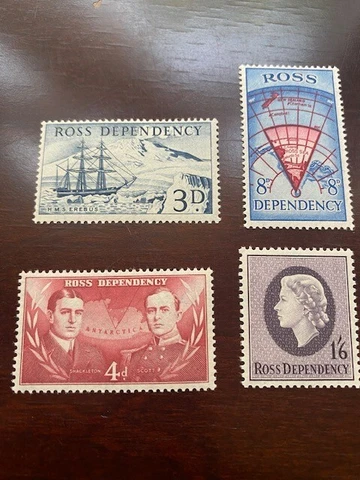 ROSS DEPENDENCY
H.M.S. EREBUS
3D
ROSS
8D 8D
DEPENDENCY
ROSS DEPENDENCY
ANTARCTICA
SHACKLETON 4d SCOTT
1/6
ROSS DEPENDENCY